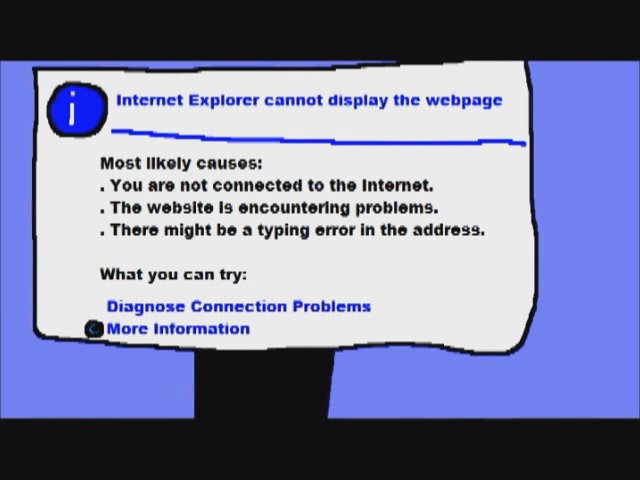 i
Internet Explorer cannot display the webpage
Most likely causes:
. You are not connected to the Internet.
. The website is encountering problems.
. There might be a typing error in the address.
What you can try:
Diagnose Connection Problems
More Information